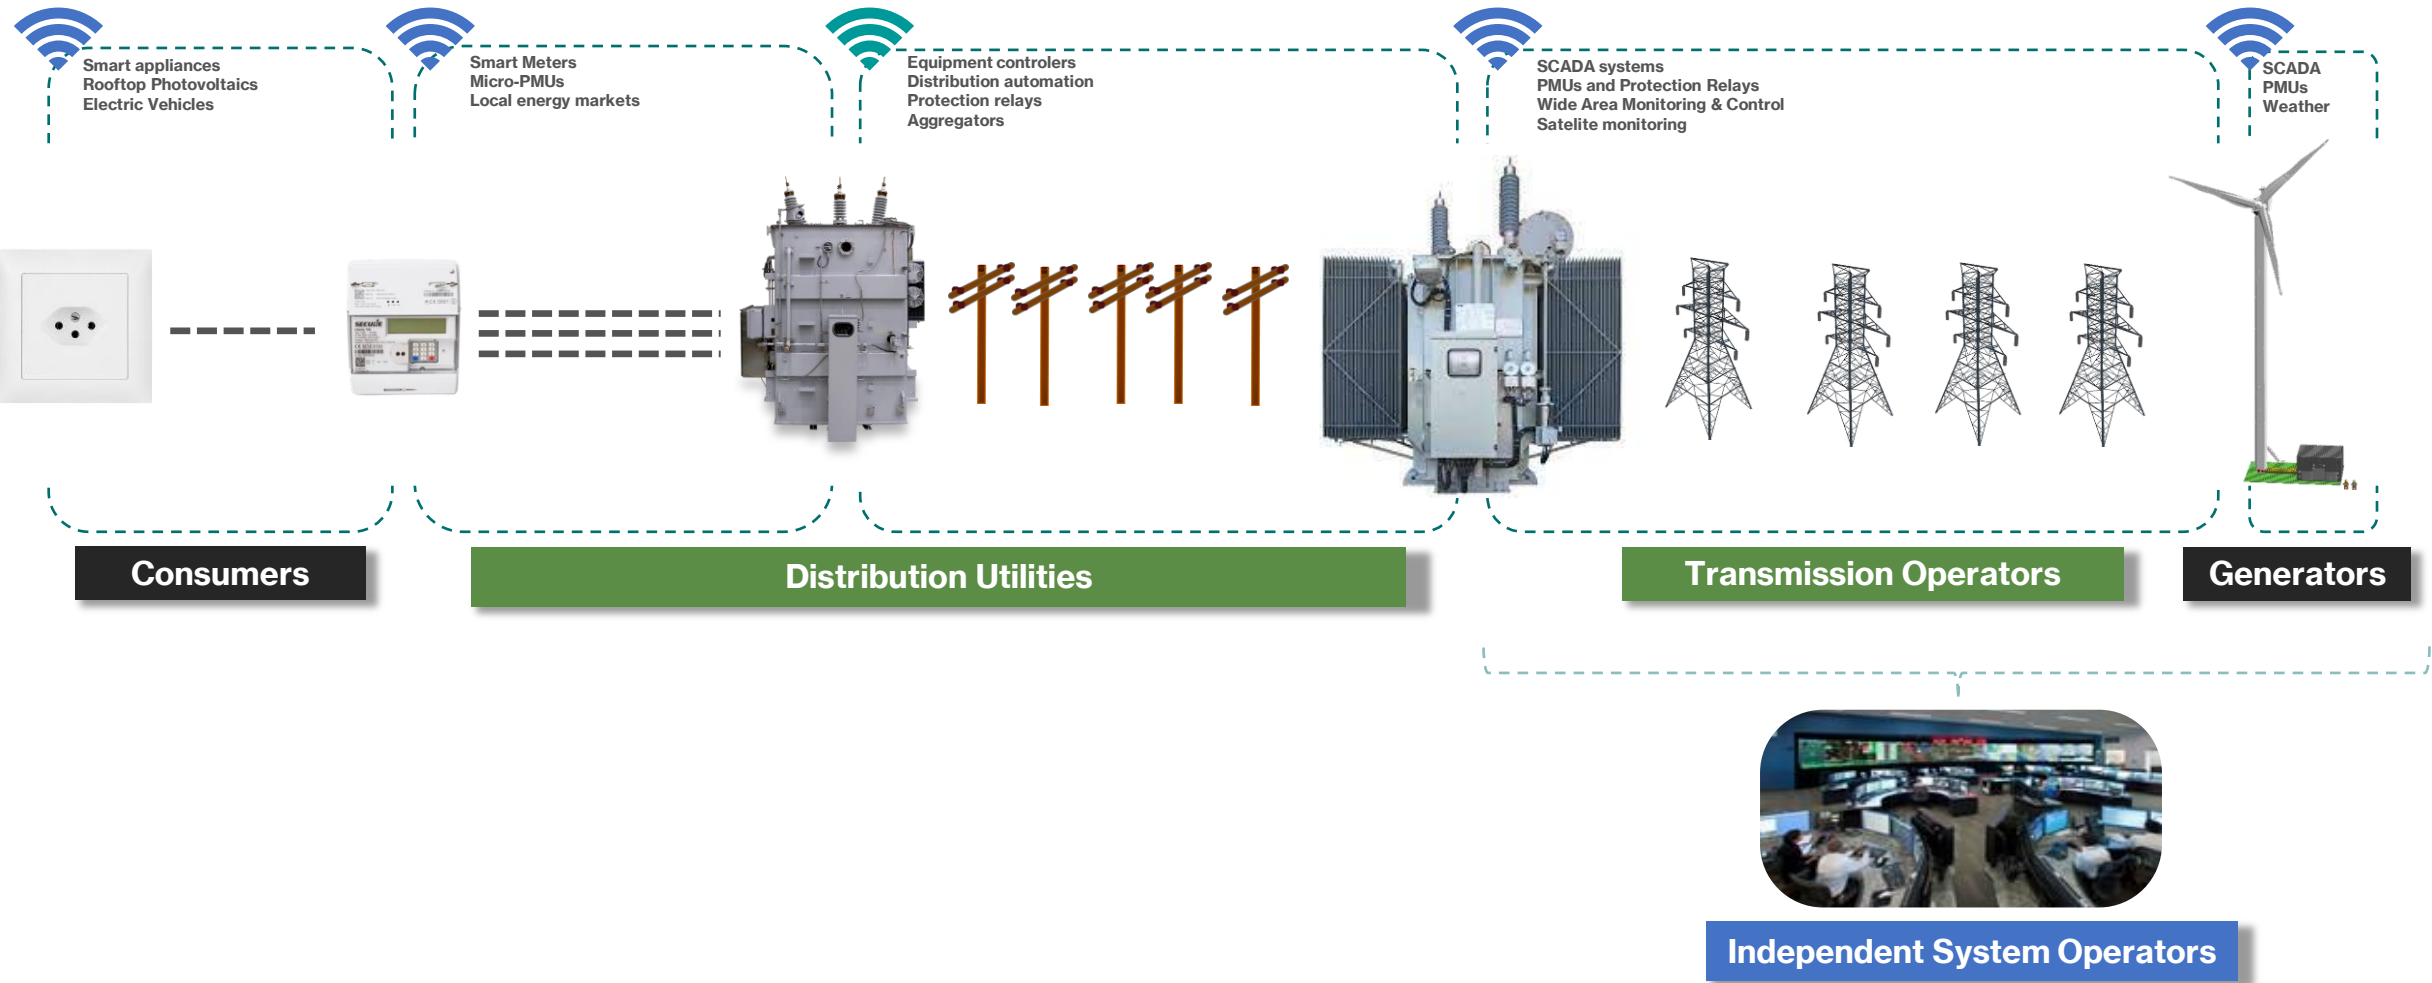 Smart appliances
Rooftop Photovoltaics
Electric Vehicles
Smart Meters
Micro-PMUs
Local energy markets
Equipment controlers
Distribution automation
Protection relays
Aggregators
SCADA systems
PMUs and Protection Relays
Wide Area Monitoring & Control
Satelite monitoring
SCADA
PMUs
Weather
SECURE
Consumers
Distribution Utilities
Transmission Operators
Generators
Independent System Operators